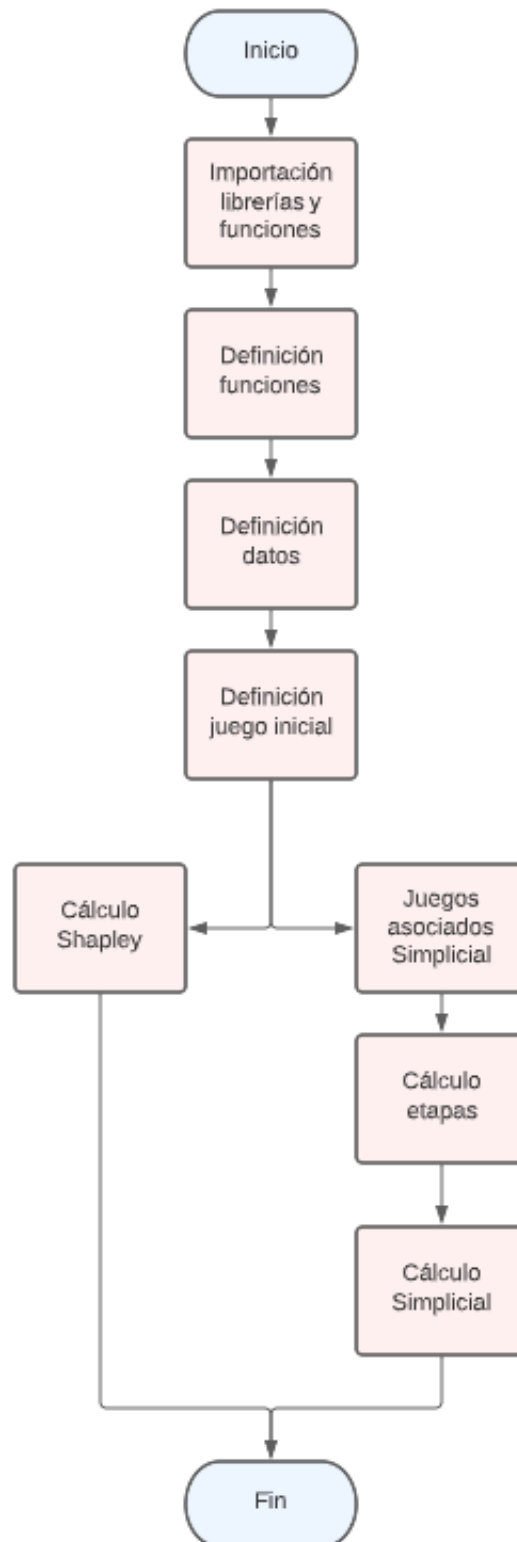 Inicio
Importación
librerías y
funciones
Definición
funciones
Definición
datos
Definición
juego inicial
Cálculo
Shapley
Juegos
asociados
Simplicial
Cálculo
etapas
Cálculo
Simplicial
Fin